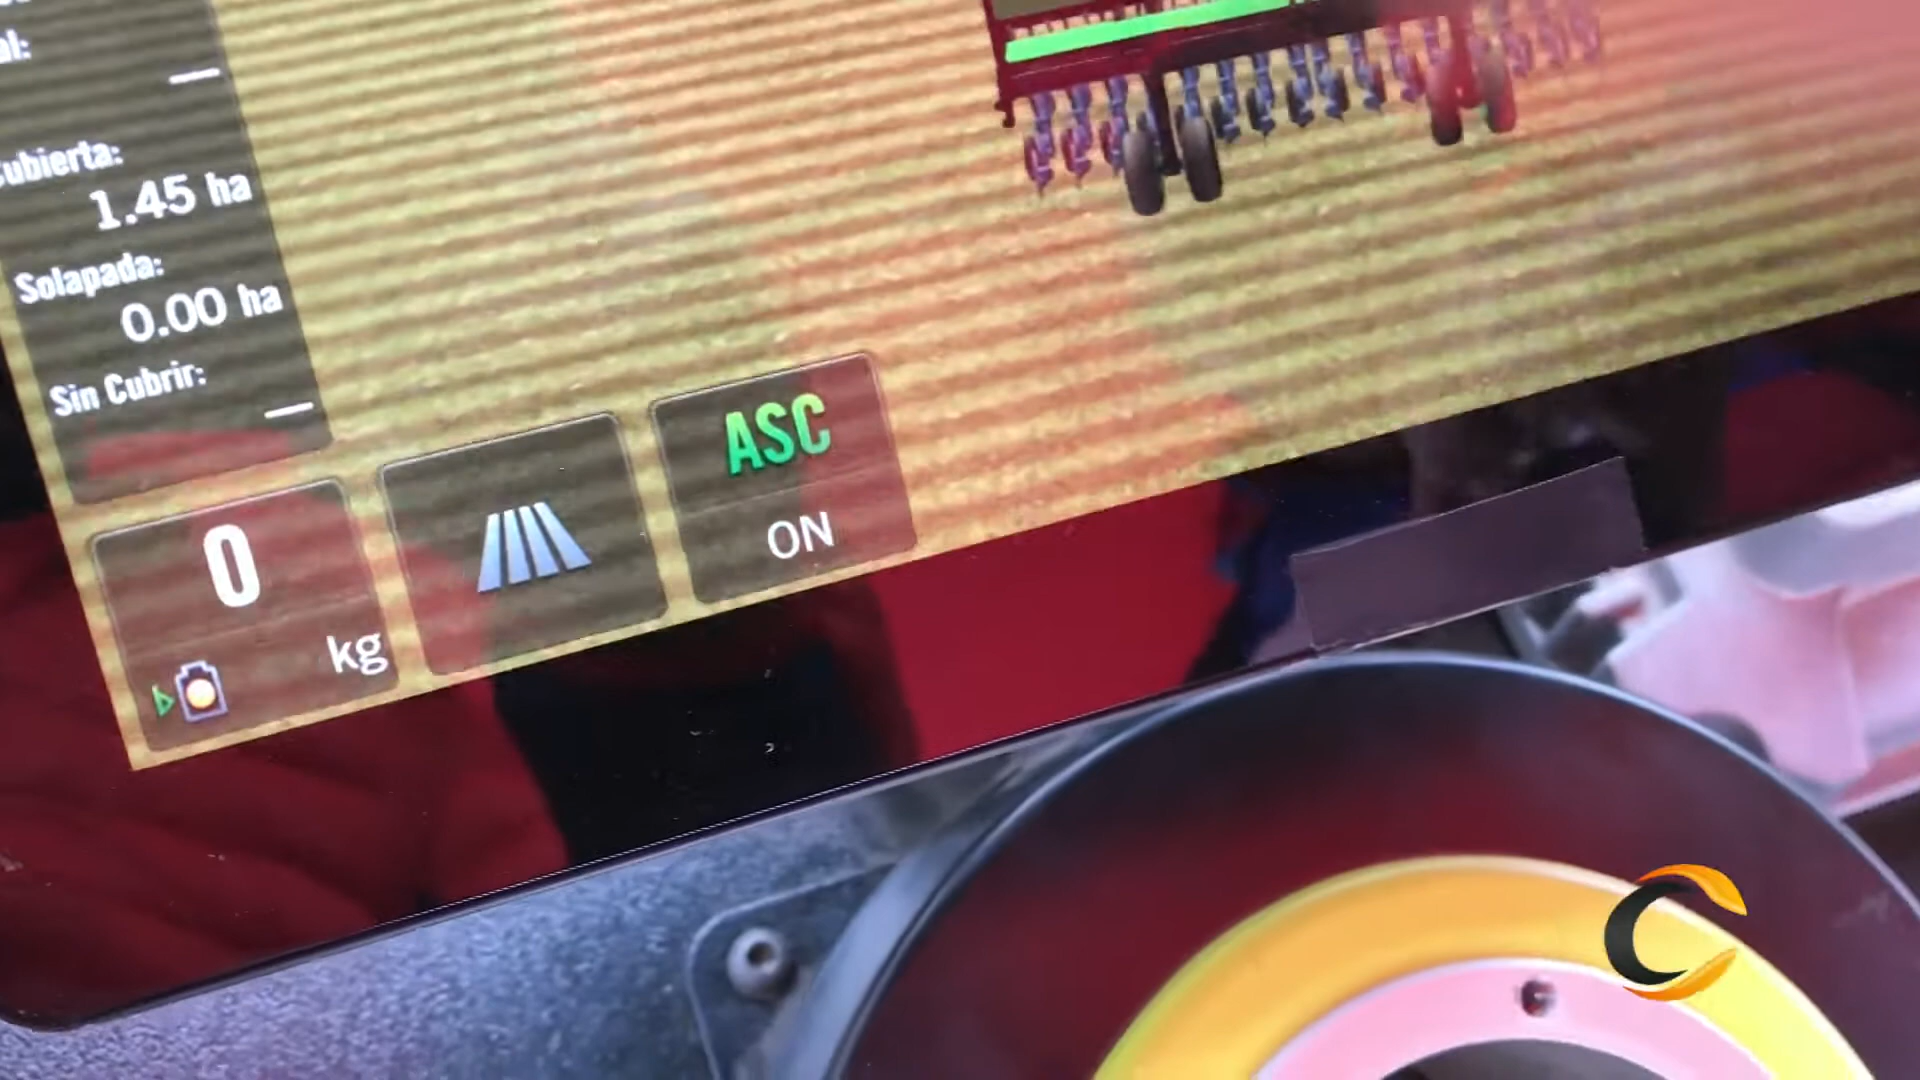 al:
—
Cubierta:
1.45 ha
Solapada:
0.00 ha
Sin Cubrir:
—
0
kg
ASC
ON